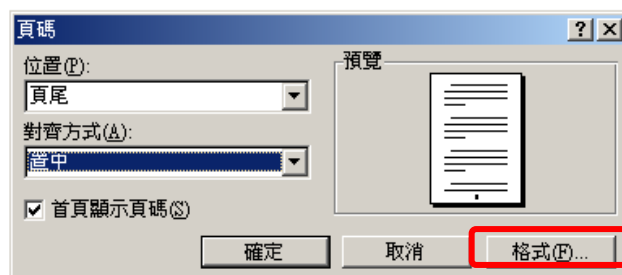 頁碼
位置(P):
頁尾
對齊方式(A):
置中
首頁顯示頁碼(S)
預覽
確定
取消
格式(F)...